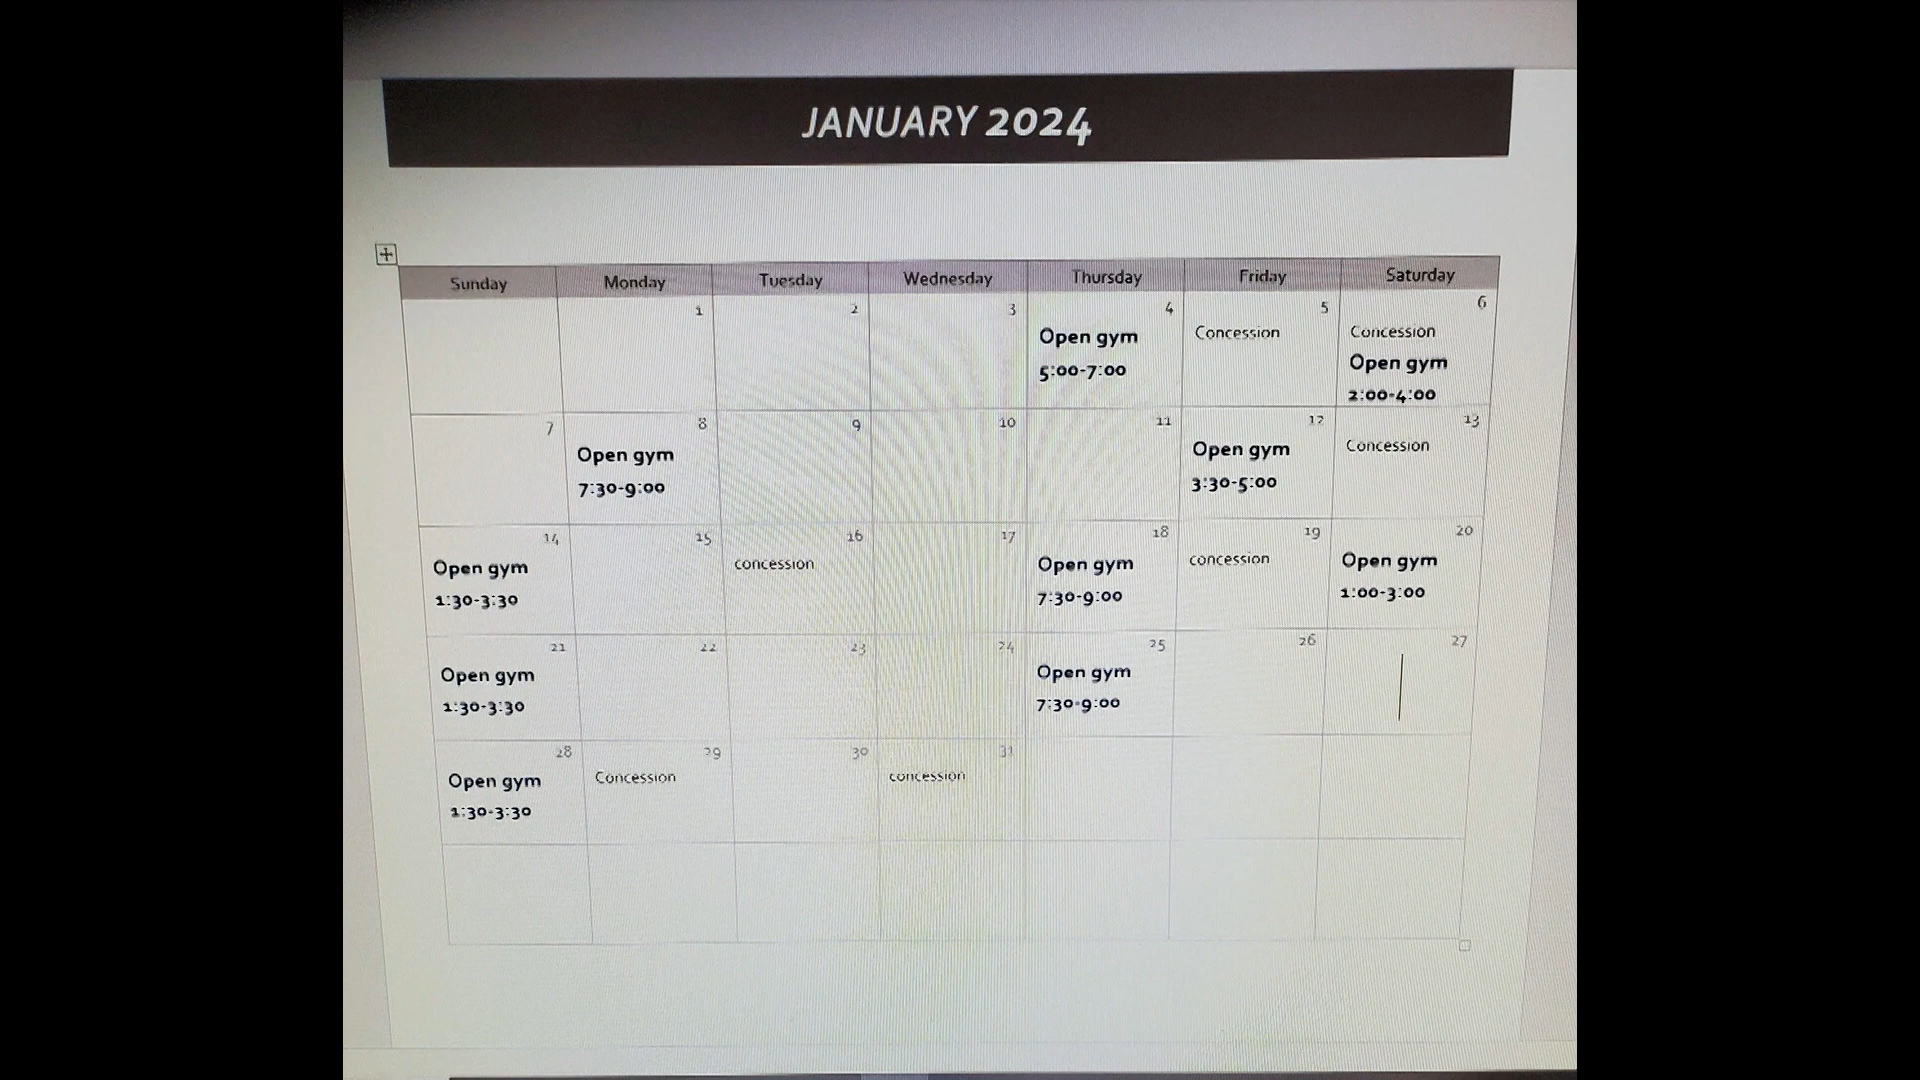 JANUARY 2024
Sunday Monday Tuesday Wednesday Thursday Friday Saturday
1 2 3 4 5 6
Open gym Concession Concession
5:00-7:00 Open gym
2:00-4:00
7 8 9 10 11 12 13
Open gym Open gym Concession
7:30-9:00 3:30-5:00
14 15 16 17 18 19 20
Open gym concession Open gym concession Open gym
1:30-3:30 7:30-9:00 1:00-3:00
21 22 23 24 25 26 27
Open gym Open gym
1:30-3:30 7:30-9:00
28 29 30 31
Open gym Concession concession
1:30-3:30